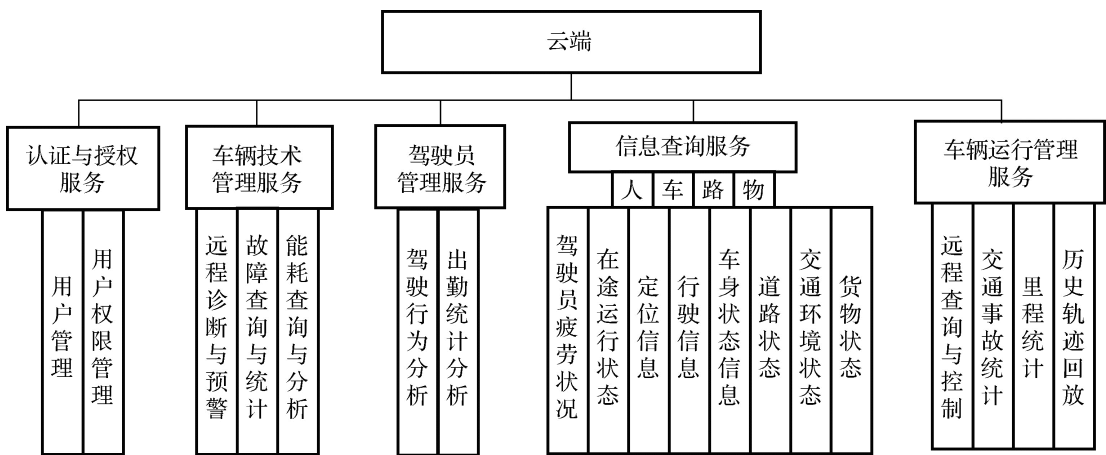 云端
认证与授权
服务
用户管理
用户权限管理
车辆技术
管理服务
远程诊断与预警
故障查询与统计
能耗查询与分析
驾驶员
管理服务
驾驶行为分析
出勤统计分析
信息查询服务
人 车 路 物
驾驶员疲劳状况
在途运行状态
定位信息
行驶信息
车身状态信息
道路状态
交通环境状态
货物状态
车辆运行管理
服务
远程查询与控制
交通事故统计
里程统计
历史轨迹回放